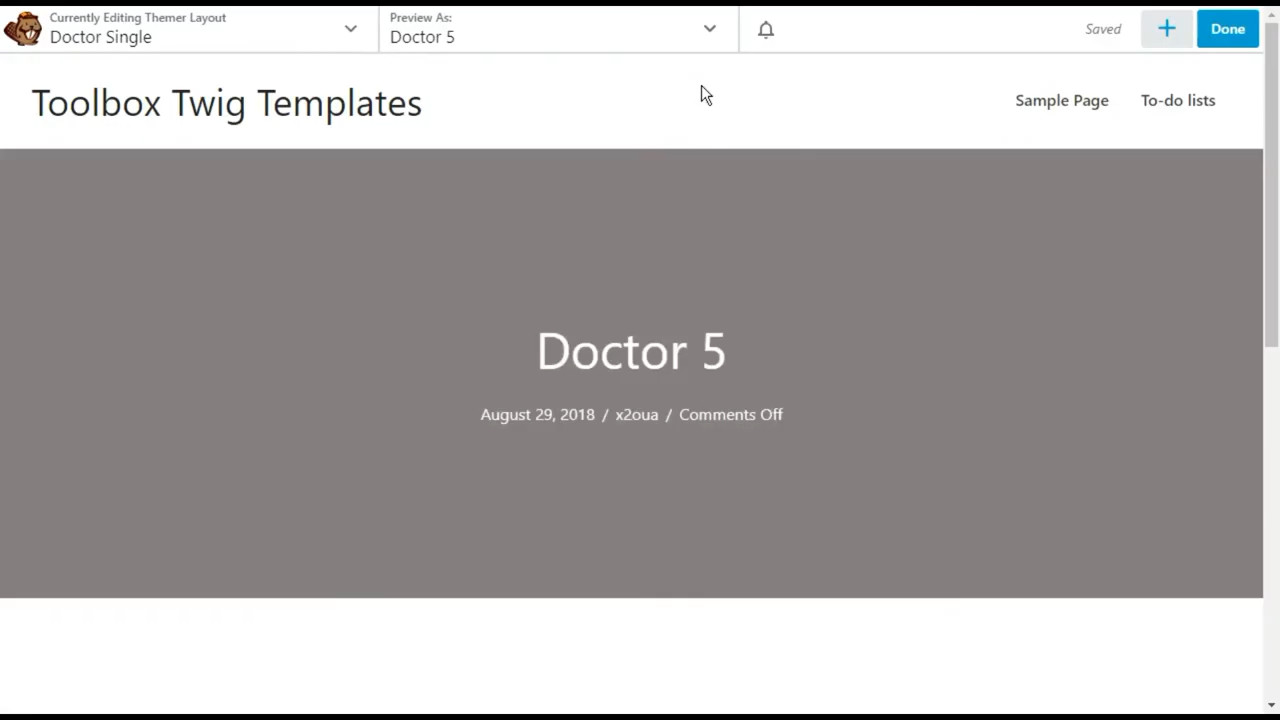 Currently Editing Themer Layout
Doctor Single
Preview As:
Doctor 5
Saved
Done
Toolbox Twig Templates
Sample Page
To-do lists
Doctor 5
August 29, 2018 / x2oua / Comments Off